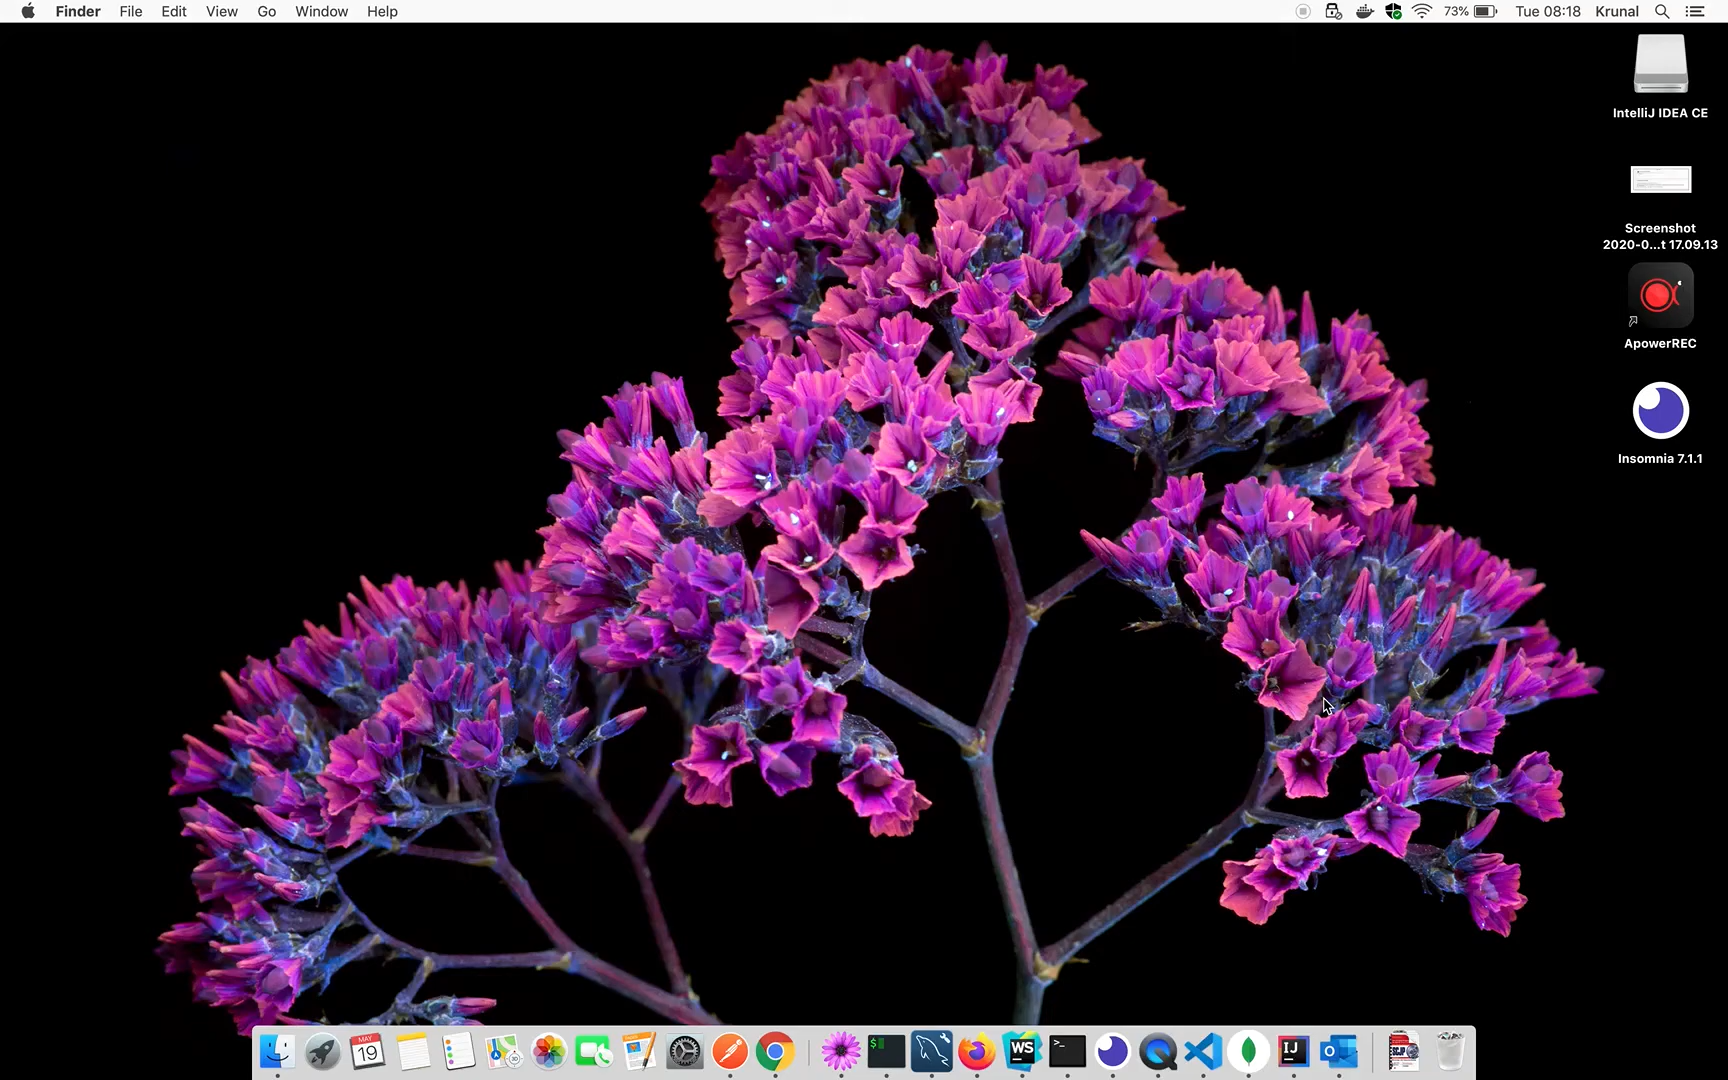 Finder File Edit View Go Window Help 73% Tue 08:18 Krunal
IntelliJ IDEA CE
Screenshot
2020-0...t 17.09.13
ApowerREC
Insomnia 7.1.1
MAY
19
$
WS
>_
IJ